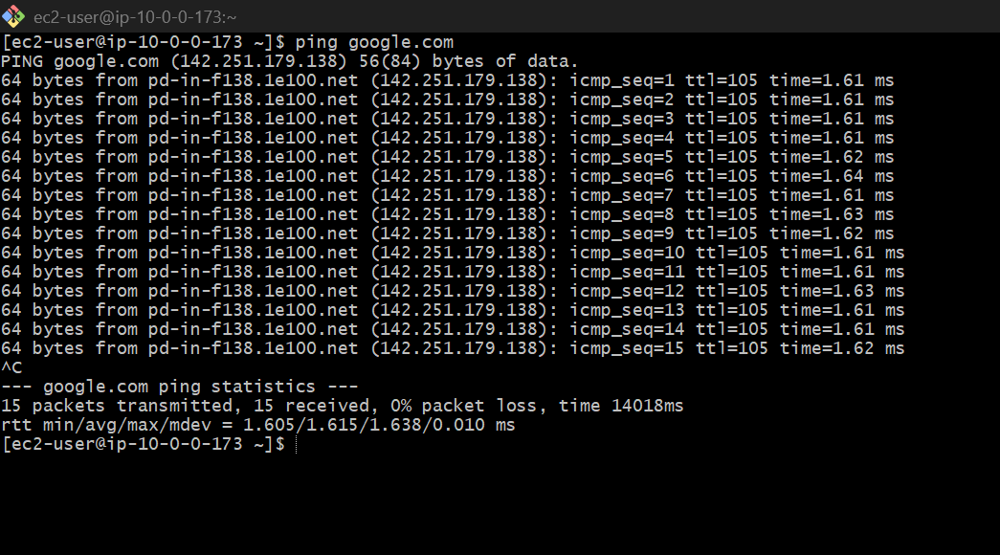 ec2-user@ip-10-0-0-173:~
[ec2-user@ip-10-0-0-173 ~]$ ping google.com
PING google.com (142.251.179.138) 56(84) bytes of data.
64 bytes from pd-in-f138.1e100.net (142.251.179.138): icmp_seq=1 ttl=105 time=1.61 ms
64 bytes from pd-in-f138.1e100.net (142.251.179.138): icmp_seq=2 ttl=105 time=1.61 ms
64 bytes from pd-in-f138.1e100.net (142.251.179.138): icmp_seq=3 ttl=105 time=1.61 ms
64 bytes from pd-in-f138.1e100.net (142.251.179.138): icmp_seq=4 ttl=105 time=1.61 ms
64 bytes from pd-in-f138.1e100.net (142.251.179.138): icmp_seq=5 ttl=105 time=1.62 ms
64 bytes from pd-in-f138.1e100.net (142.251.179.138): icmp_seq=6 ttl=105 time=1.64 ms
64 bytes from pd-in-f138.1e100.net (142.251.179.138): icmp_seq=7 ttl=105 time=1.61 ms
64 bytes from pd-in-f138.1e100.net (142.251.179.138): icmp_seq=8 ttl=105 time=1.63 ms
64 bytes from pd-in-f138.1e100.net (142.251.179.138): icmp_seq=9 ttl=105 time=1.62 ms
64 bytes from pd-in-f138.1e100.net (142.251.179.138): icmp_seq=10 ttl=105 time=1.61 ms
64 bytes from pd-in-f138.1e100.net (142.251.179.138): icmp_seq=11 ttl=105 time=1.61 ms
64 bytes from pd-in-f138.1e100.net (142.251.179.138): icmp_seq=12 ttl=105 time=1.63 ms
64 bytes from pd-in-f138.1e100.net (142.251.179.138): icmp_seq=13 ttl=105 time=1.61 ms
64 bytes from pd-in-f138.1e100.net (142.251.179.138): icmp_seq=14 ttl=105 time=1.61 ms
64 bytes from pd-in-f138.1e100.net (142.251.179.138): icmp_seq=15 ttl=105 time=1.62 ms
^C
--- google.com ping statistics ---
15 packets transmitted, 15 received, 0% packet loss, time 14018ms
rtt min/avg/max/mdev = 1.605/1.615/1.638/0.010 ms
[ec2-user@ip-10-0-0-173 ~]$